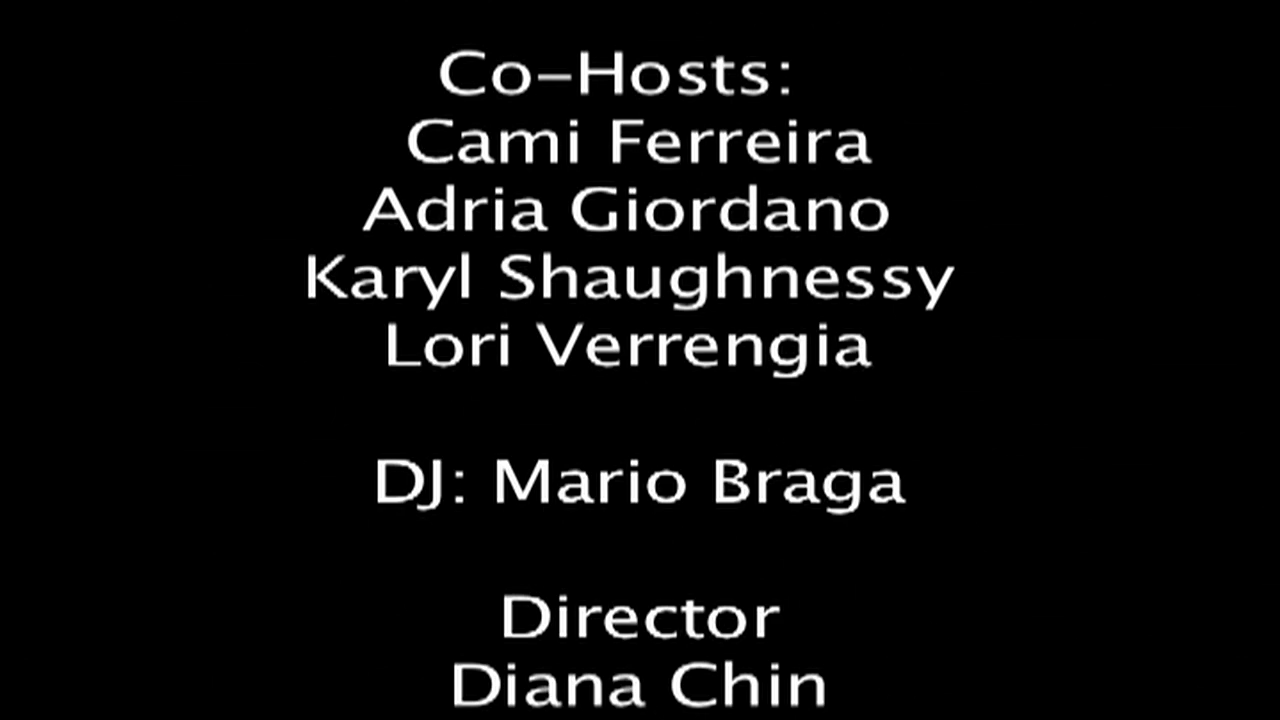 Co-Hosts:
Cami Ferreira
Adria Giordano
Karyl Shaughnessy
Lori Verrengia
DJ: Mario Braga
Director
Diana Chin